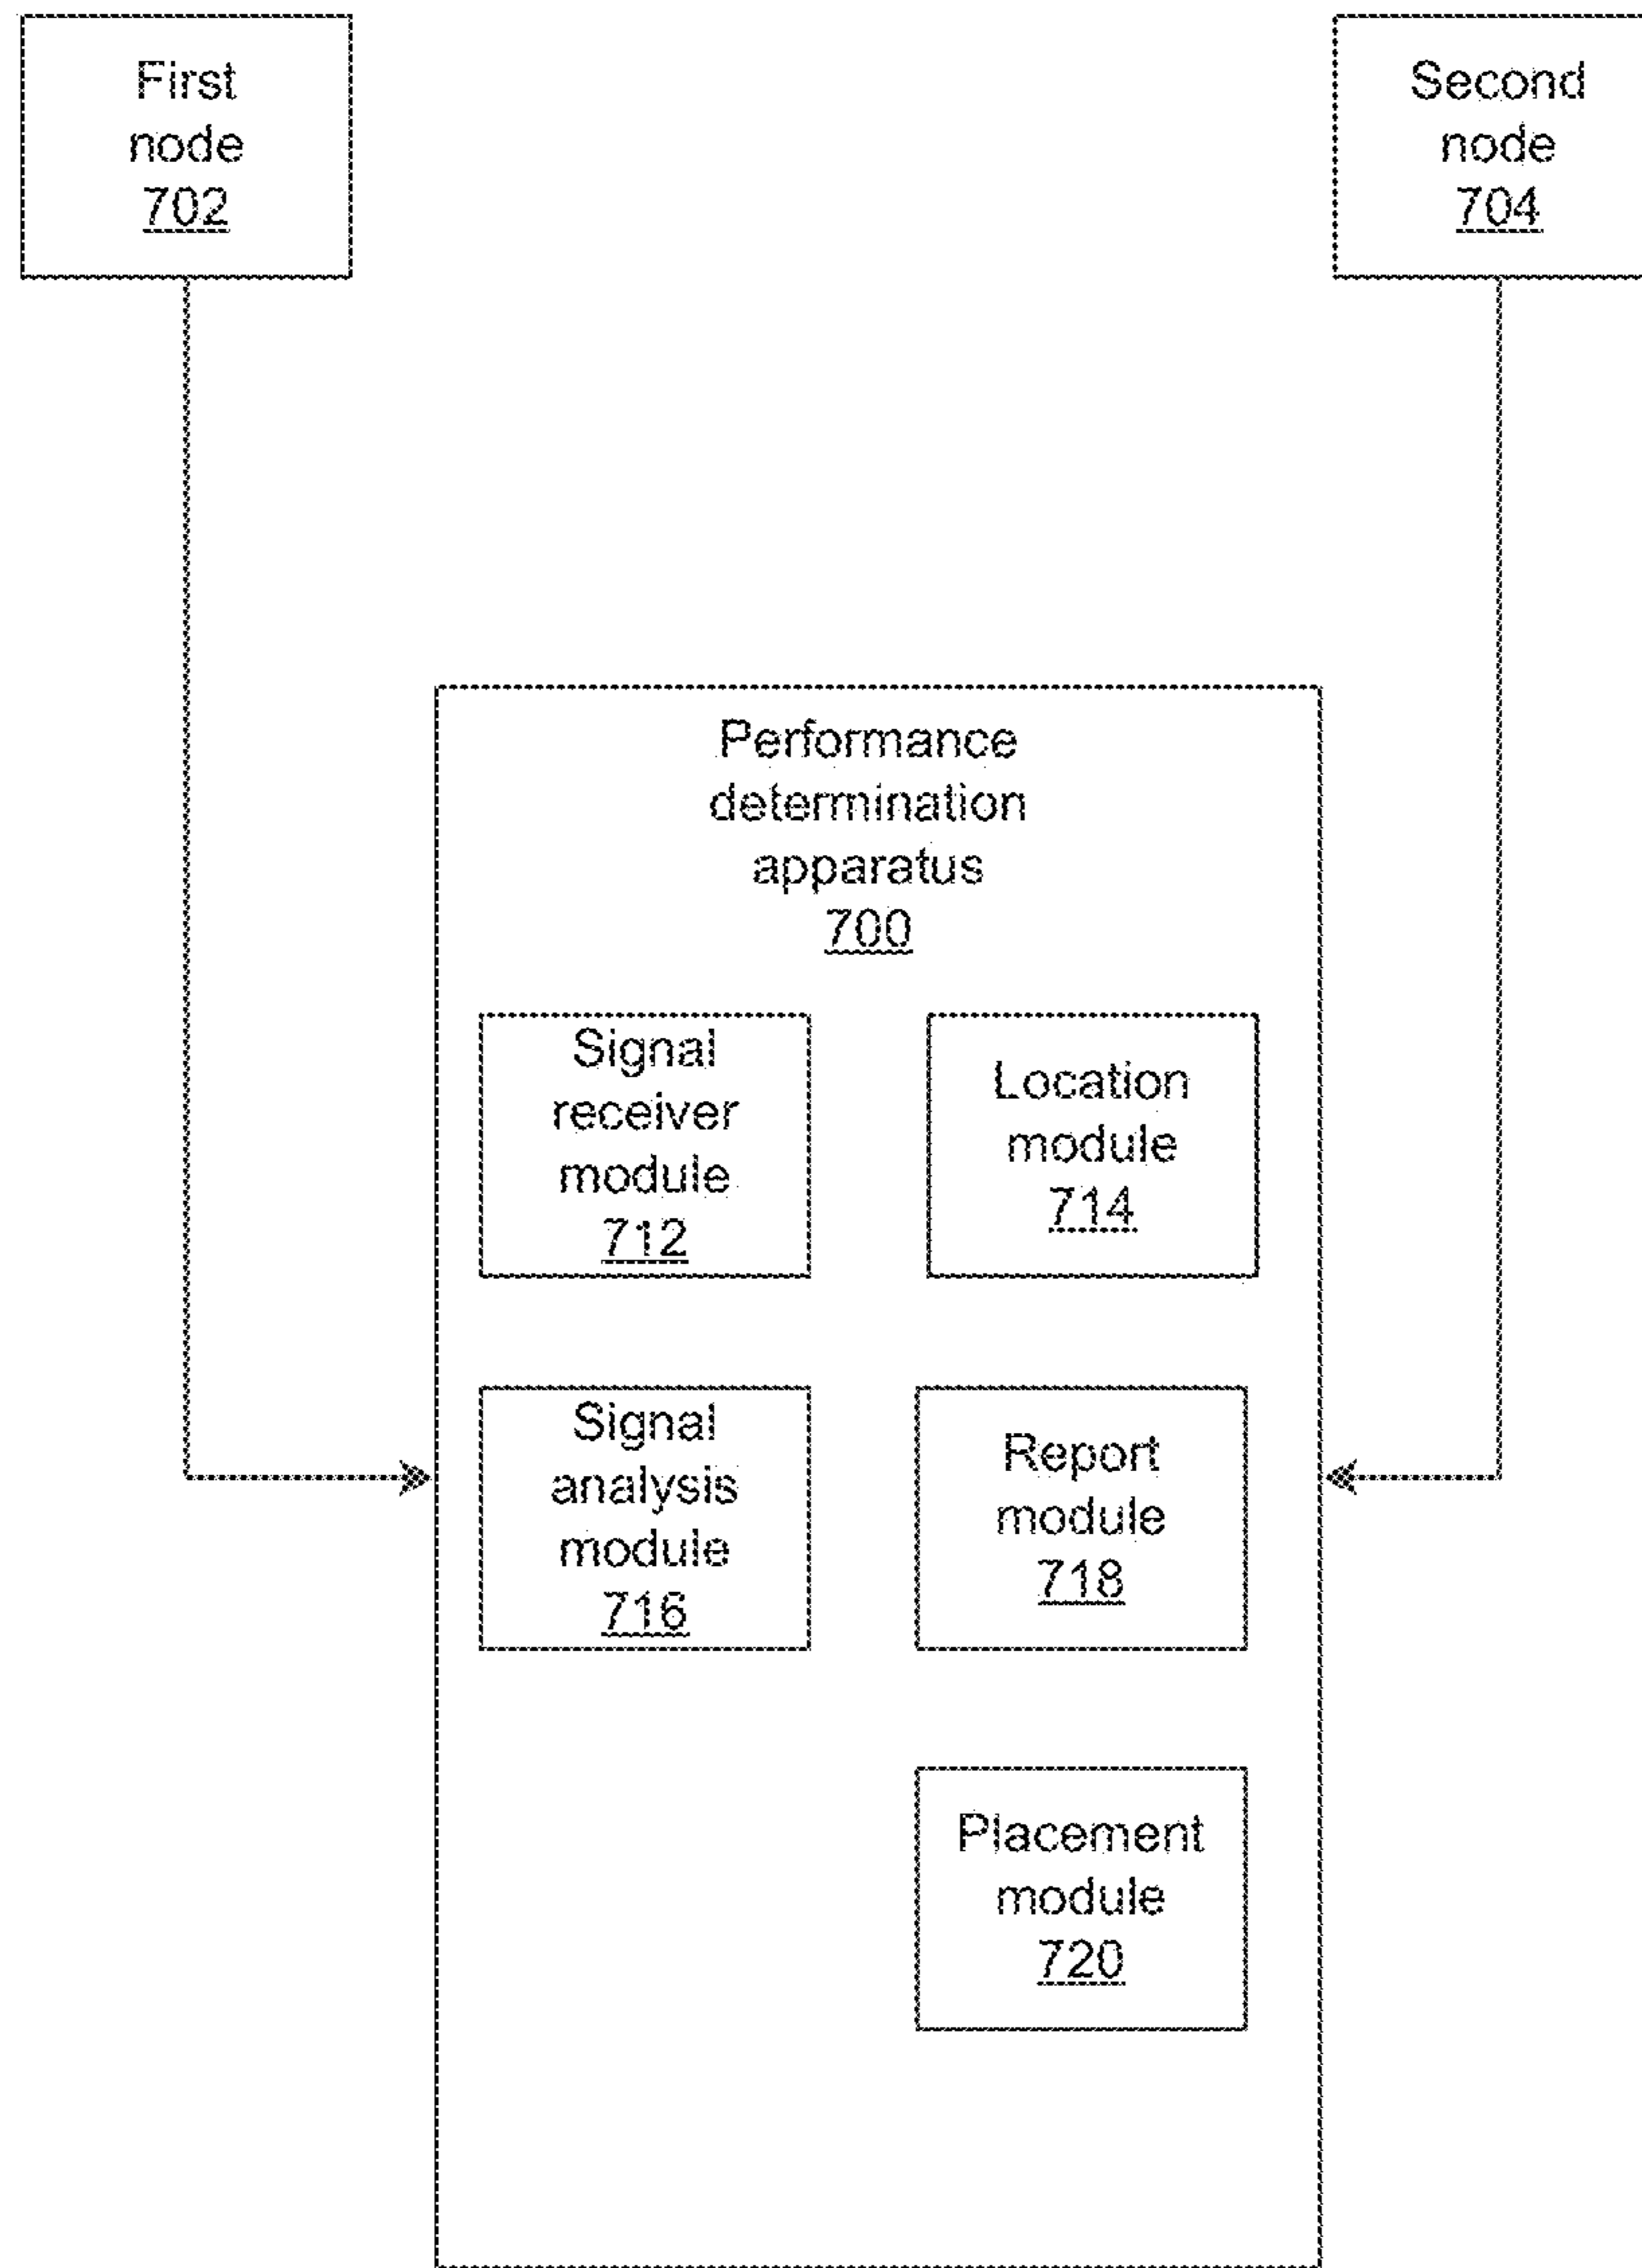 First
node
702
Second
node
704
Performance
determination
apparatus
700
Signal
receiver
module
712
Location
module
714
Signal
analysis
module
716
Report
module
718
Placement
module
720